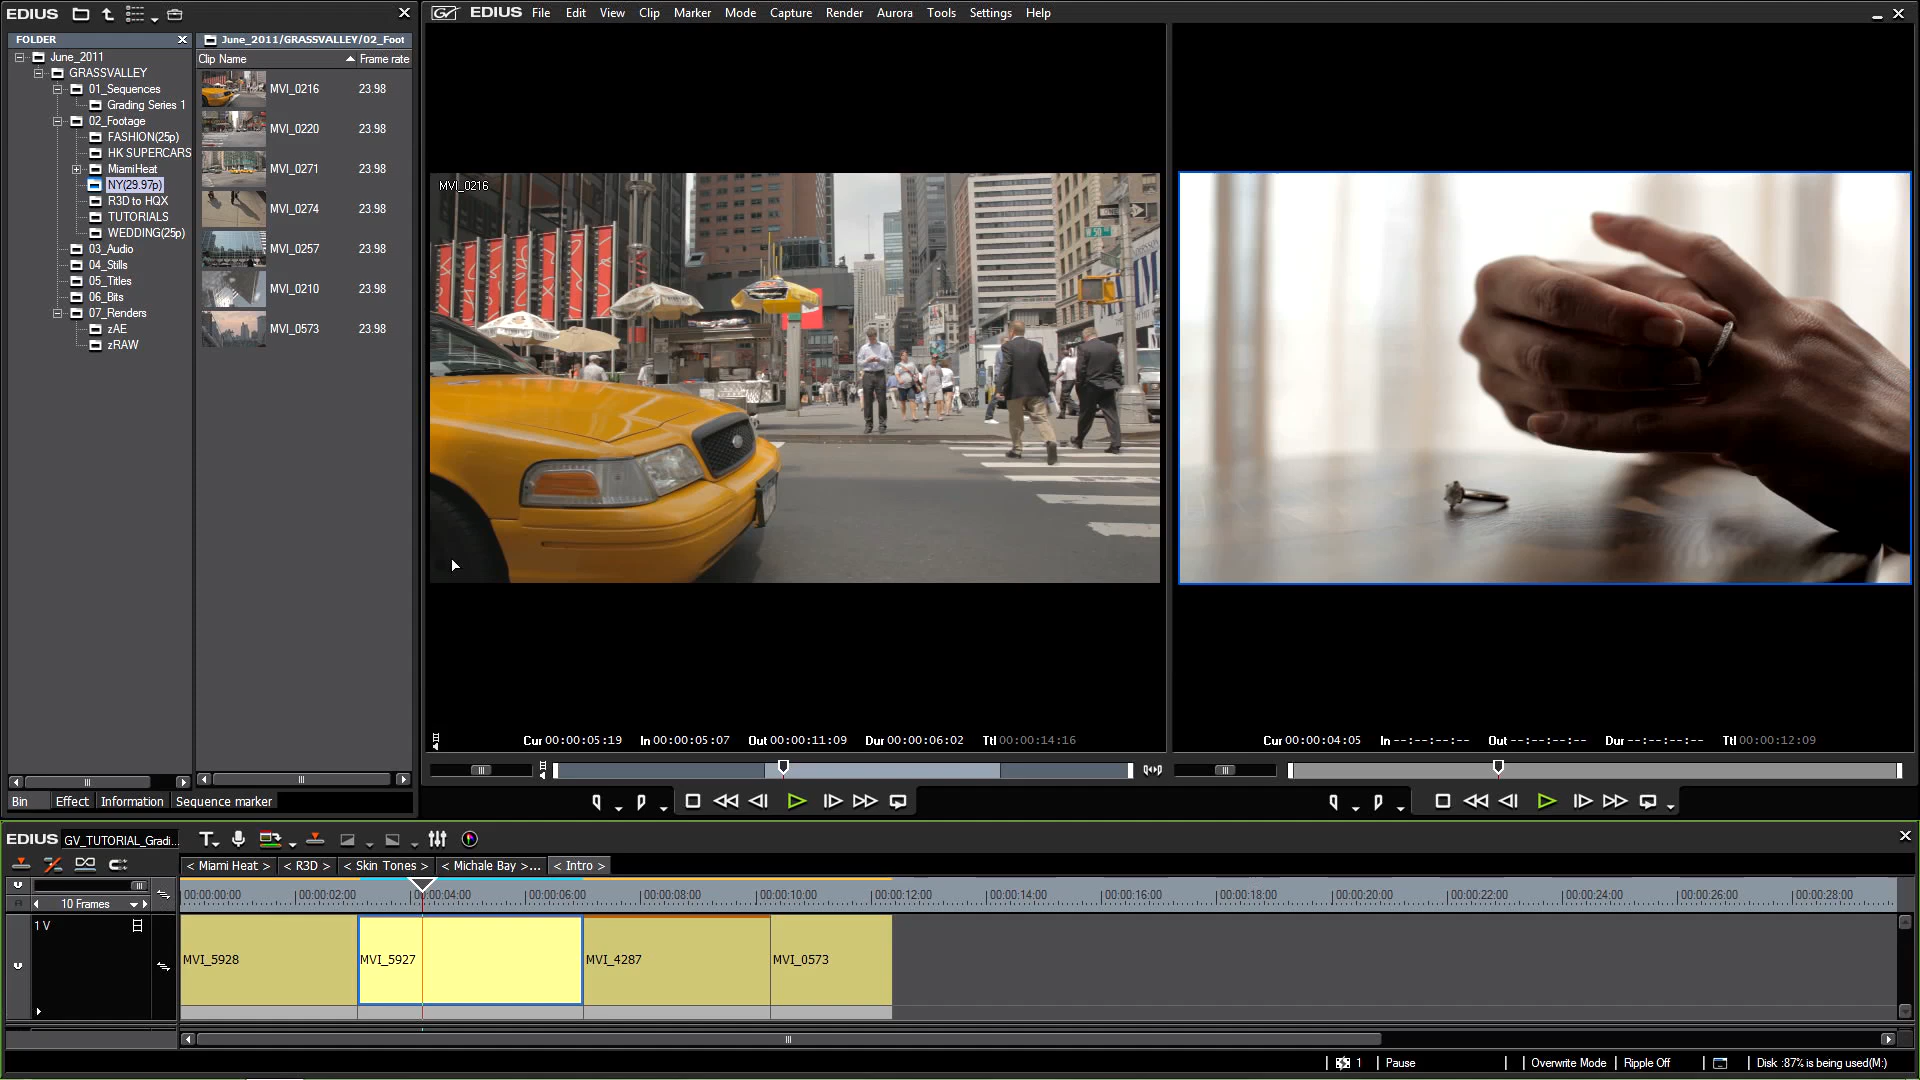 EDIUS
FOLDER
June_2011
GRASSVALLEY
01_Sequences
Grading Series 1
02_Footage
FASHION(25p)
HK SUPERCARS
MiamiHeat
NY(29.97p)
R3D to HQX
TUTORIALS
WEDDING(25p)
03_Audio
04_Stills
05_Titles
06_Bits
07_Renders
zAE
zRAW
June_2011/GRASSVALLEY/02_Foot
Clip Name Frame rate
MVI_0216 23.98
MVI_0220 23.98
MVI_0271 23.98
MVI_0274 23.98
MVI_0257 23.98
MVI_0210 23.98
MVI_0573 23.98
Bin Effect Information Sequence marker
EDIUS File Edit View Clip Marker Mode Capture Render Aurora Tools Settings Help
MVI_0216
W 50 ST
Cur 00:00:05:19 In 00:00:05:07 Out 00:00:11:09 Dur 00:00:06:02 Ttl 00:00:14:16
Cur 00:00:04:05 In --:--:--:-- Out --:--:--:-- Dur --:--:--:-- Ttl 00:00:12:09
EDIUS GV_TUTORIAL_Gradi...
< Miami Heat > < R3D > < Skin Tones > < Michale Bay >... < Intro >
00:00:00:00 00:00:02:00 00:00:04:00 00:00:06:00 00:00:08:00 00:00:10:00 00:00:12:00 00:00:14:00 00:00:16:00 00:00:18:00 00:00:20:00 00:00:22:00 00:00:24:00 00:00:26:00 00:00:28:00
10 Frames
1 V
MVI_5928 MVI_5927 MVI_4287 MVI_0573
1 Pause Overwrite Mode Ripple Off Disk :87% is being used(M:)